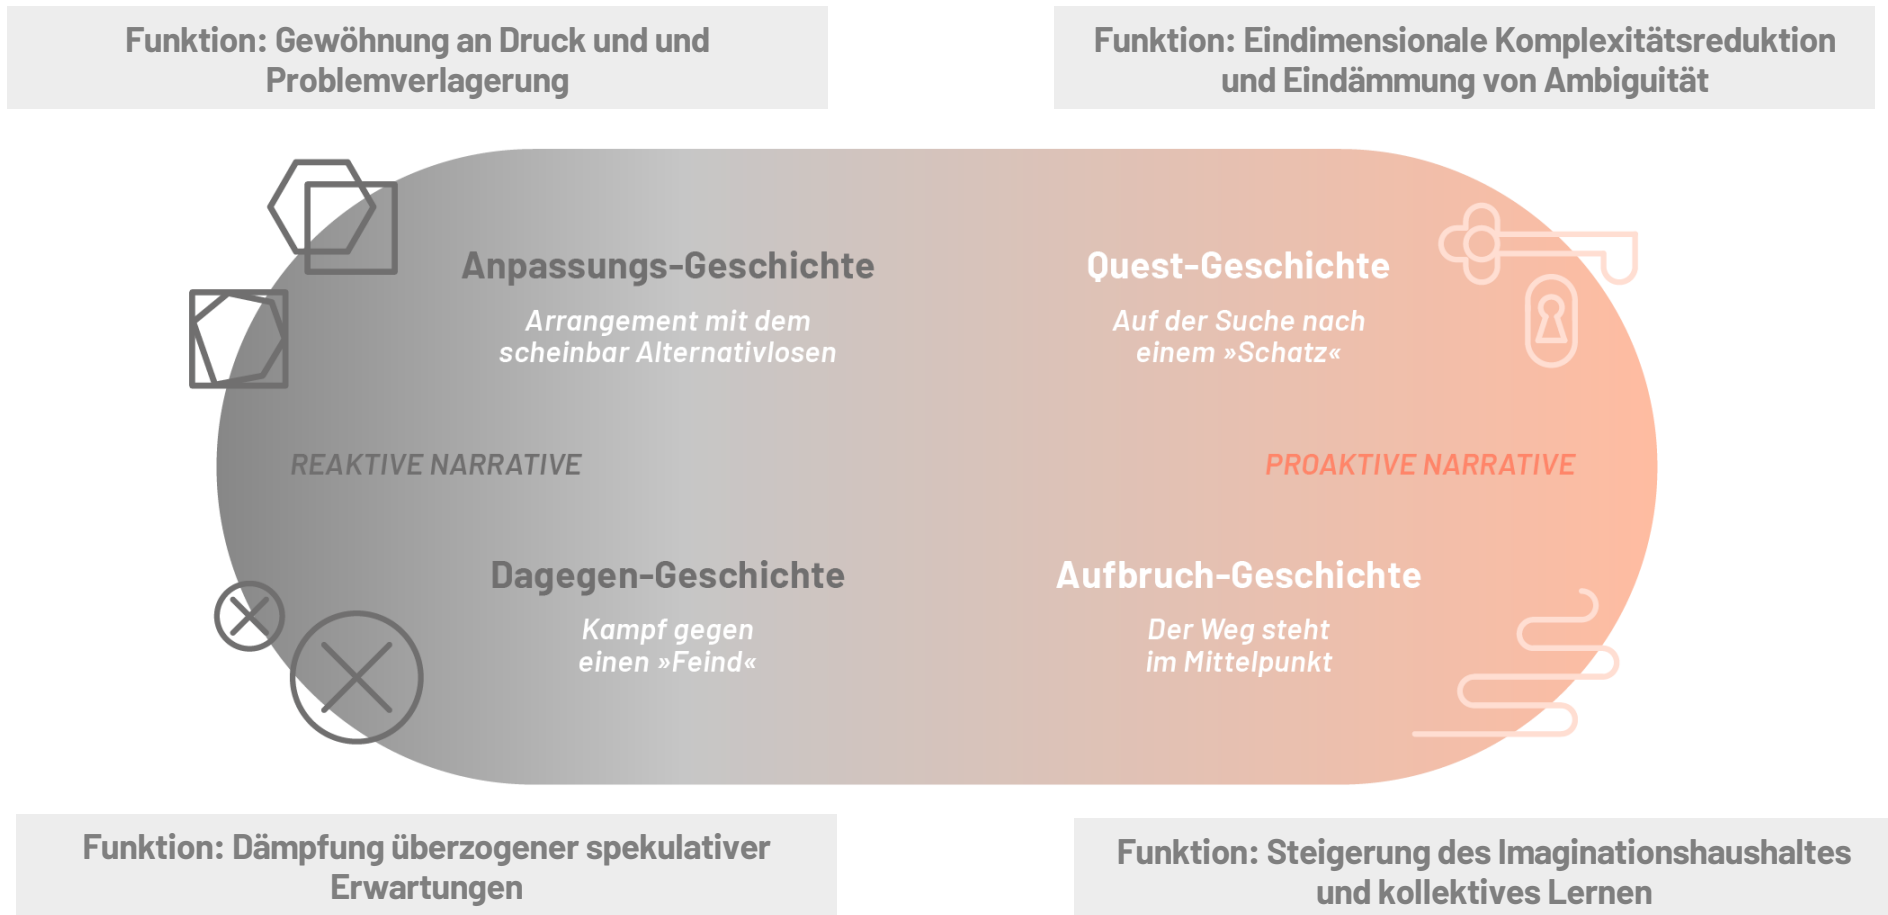 Funktion: Gewöhnung an Druck und und
Problemverlagerung
Funktion: Eindimensionale Komplexitätsreduktion
und Eindämmung von Ambiguität
Anpassungs-Geschichte
Arrangement mit dem
scheinbar Alternativlosen
Quest-Geschichte
Auf der Suche nach
einem »Schatz«
REAKTIVE NARRATIVE
PROAKTIVE NARRATIVE
Dagegen-Geschichte
Kampf gegen
einen »Feind«
Aufbruch-Geschichte
Der Weg steht
im Mittelpunkt
Funktion: Dämpfung überzogener spekulativer
Erwartungen
Funktion: Steigerung des Imaginationshaushaltes
und kollektives Lernen